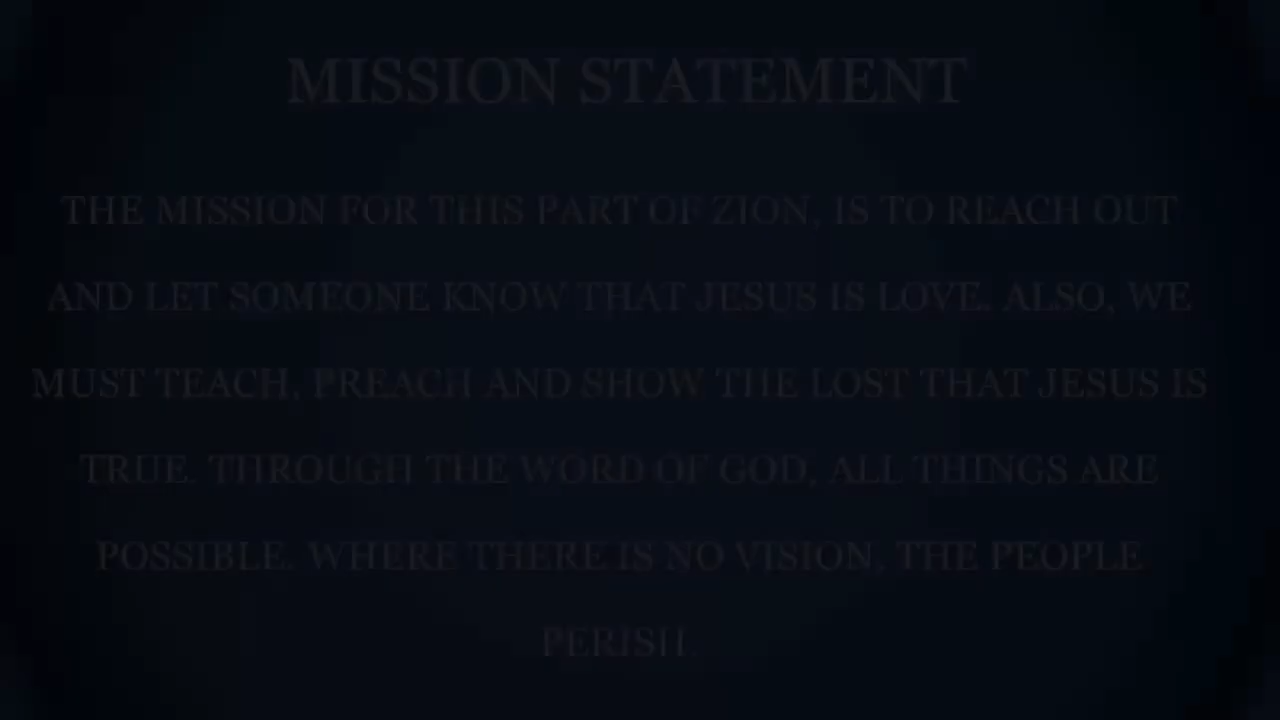 MISSION STATEMENT
THE MISSION FOR THIS PART OF ZION, IS TO REACH OUT
AND LET SOMEONE KNOW THAT JESUS IS LOVE. ALSO, WE
MUST TEACH, PREACH AND SHOW THE LOST THAT JESUS IS
TRUE. THROUGH THE WORD OF GOD, ALL THINGS ARE
POSSIBLE. WHERE THERE IS NO VISION, THE PEOPLE
PERISH.